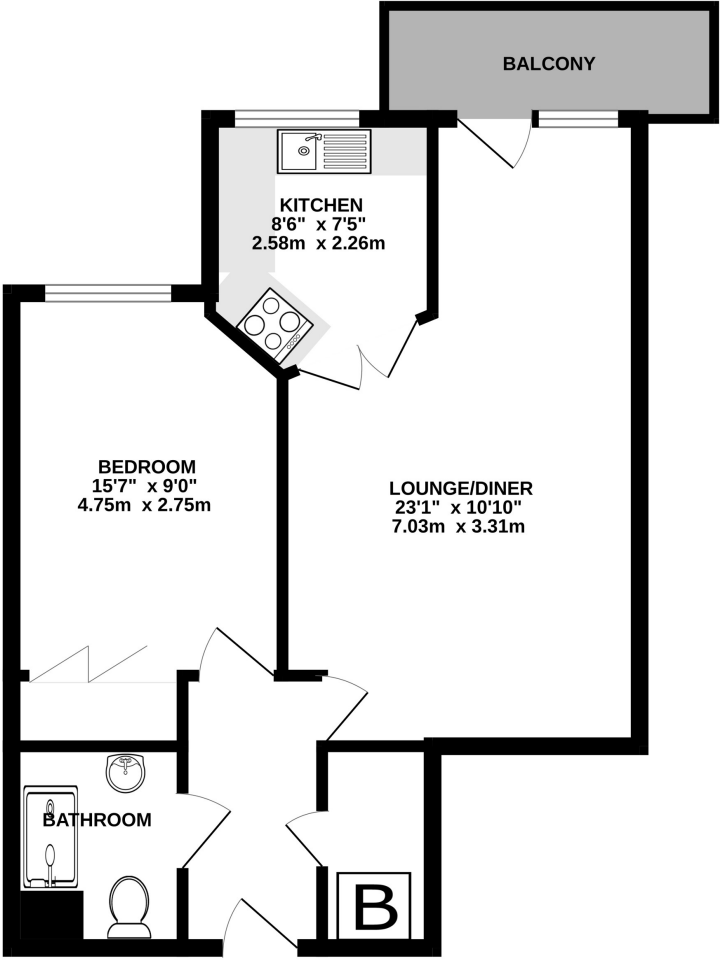 BALCONY
KITCHEN
8'6" x 7'5"
2.58m x 2.26m
BEDROOM
15'7" x 9'0"
4.75m x 2.75m
LOUNGE/DINER
23'1" x 10'10"
7.03m x 3.31m
BATHROOM
B